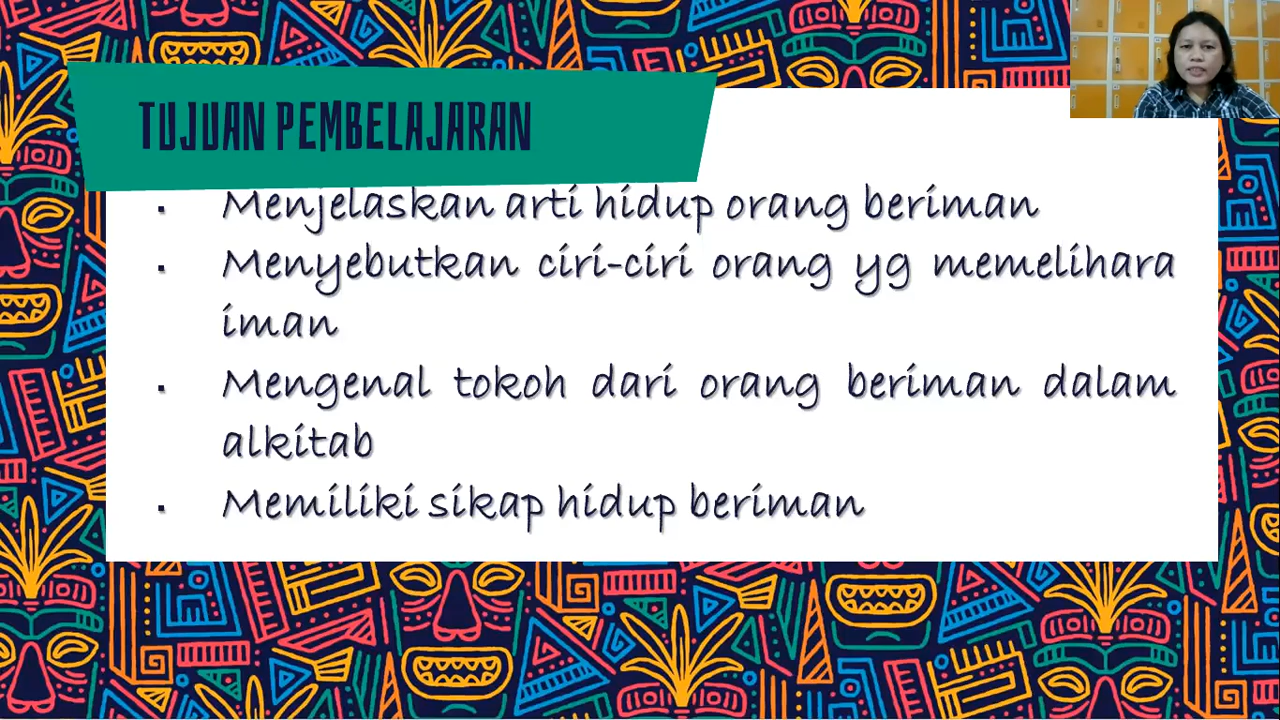 TUJUAN PEMBELAJARAN
▪ Menjelaskan arti hidup orang beriman
▪ Menyebutkan ciri-ciri orang yg memelihara
iman
▪ Mengenal tokoh dari orang beriman dalam
alkitab
▪ Memiliki sikap hidup beriman